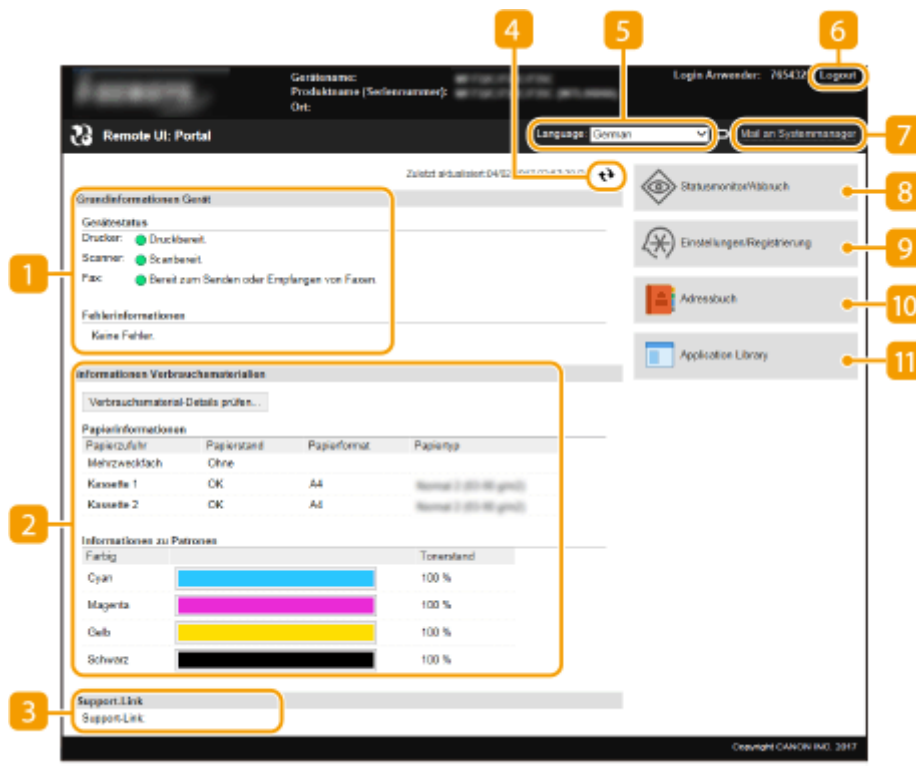 4
5
6
Gerätename:
Login Anwender: 7654321 Logout
Produktname (Seriennummer):
Ort:
Remote UI: Portal
Language: German
Mail an Systemmanager
7
Zuletzt aktualisiert:
Grundinformationen Gerät
Statusmonitor/Abbruch
8
Gerätestatus
Drucker: Druckbereit.
Scanner: Scanbereit.
Einstellungen/Registrierung
9
1
Fax: Bereit zum Senden oder Empfangen von Faxen.
Adressbuch
10
Fehlerinformationen
Keine Fehler.
Application Library
11
Informationen Verbrauchsmaterialien
Verbrauchsmaterial-Details prüfen...
Papierinformationen
Papierzufuhr Papierstand Papierformat Papiertyp
Mehrzweckfach Ohne
Kassette 1 OK A4
Kassette 2 OK A4
2
Informationen zu Patronen
Farbig Tonerstand
Cyan 100 %
Magenta 100 %
Gelb 100 %
Schwarz 100 %
Support-Link
3
Support-Link:
Copyright CANON INC. 2017